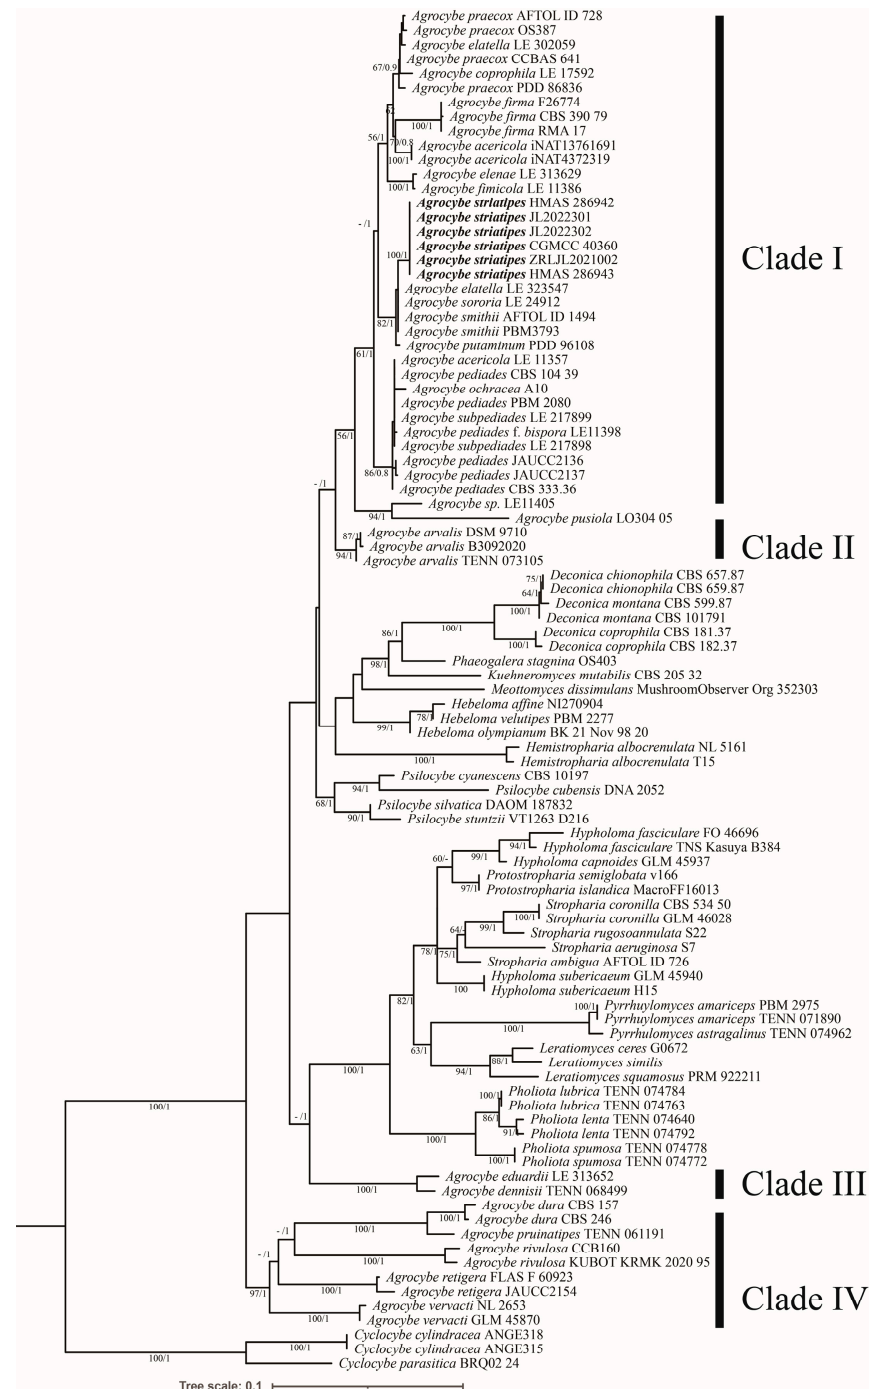 Agrocybe praecox AFTOL ID 728
Agrocybe praecox OS387
Agrocybe elatella LE 302059
Agrocybe praecox CCBAS 641
67/0.9
Agrocybe coprophila LE 17592
Agrocybe praecox PDD 86836
Agrocybe firma F26774
62
Agrocybe firma CBS 390 79
100/1
Agrocybe firma RMA 17
56/1
Agrocybe acericola iNAT13761691
Agrocybe acericola iNAT4372319
100/1
Agrocybe elenae LE 313629
100/1
Agrocybe fimicola LE 11386
Agrocybe striatipes HMAS 286942
Agrocybe striatipes JL2022301
- /1
Agrocybe striatipes JL2022302
Agrocybe striatipes CGMCC 40360
100/1
Agrocybe striatipes ZRLJL2021002
Clade I
Agrocybe striatipes HMAS 286943
Agrocybe elatella LE 323547
Agrocybe sororia LE 24912
Agrocybe smithii AFTOL ID 1494
82/1
Agrocybe smithii PBM3793
Agrocybe putaminum PDD 96108
61/1
Agrocybe acericola LE 11357
Agrocybe pediades CBS 104 39
Agrocybe ochracea A10
Agrocybe pediades PBM 2080
Agrocybe subpediades LE 217899
56/1
Agrocybe pediades f. bispora LE11398
Agrocybe subpediades LE 217898
Agrocybe pediades JAUCC2136
86/0.8
Agrocybe pediades JAUCC2137
- /1
Agrocybe pediades CBS 333.36
Agrocybe sp. LE11405
94/1
Agrocybe pusiola LO304 05
87/1
Agrocybe arvalis DSM 9710
Agrocybe arvalis B3092020
Clade II
94/1
Agrocybe arvalis TENN 073105
75/1
Deconica chionophila CBS 657.87
Deconica chionophila CBS 659.87
64/1
Deconica montana CBS 599.87
100/1
Deconica montana CBS 101791
100/1
86/1
Deconica coprophila CBS 181.37
100/1
Deconica coprophila CBS 182.37
98/1
Phaeogalera stagnina OS403
Kuehneromyces mutabilis CBS 205 32
Meottomyces dissimulans MushroomObserver Org 352303
Hebeloma affine NI270904
78/1
Hebeloma velutipes PBM 2277
99/1
Hebeloma olympianum BK 21 Nov 98 20
Hemistropharia albocrenulata NL 5161
100/1
Hemistropharia albocrenulata T15
Psilocybe cyanescens CBS 10197
94/1
Psilocybe cubensis DNA 2052
68/1
Psilocybe silvatica DAOM 187832
90/1
Psilocybe stuntzii VT1263 D216
Hypholoma fasciculare FO 46696
94/1
Hypholoma fasciculare TNS Kasuya B384
99/1
60/-
Hypholoma capnoides GLM 45937
Protostropharia semiglobata v166
97/1
Protostropharia islandica MacroFF16013
Stropharia coronilla CBS 534 50
100/1
Stropharia coronilla GLM 46028
99/1
64/-
Stropharia rugosoannulata S22
78/1
75/1
Stropharia aeruginosa S7
Stropharia ambigua AFTOL ID 726
Hypholoma subericaeum GLM 45940
100
Hypholoma subericaeum H15
82/1
100/1
Pyrrhuylomyces amariceps PBM 2975
Pyrrhuylomyces amariceps TENN 071890
100/1
Pyrrhulomyces astragalinus TENN 074962
63/1
Leratiomyces ceres G0672
88/1
Leratiomyces similis
100/1
94/1
Leratiomyces squamosus PRM 922211
100/1
Pholiota lubrica TENN 074784
Pholiota lubrica TENN 074763
100/1
- /1
86/1
Pholiota lenta TENN 074640
91/
Pholiota lenta TENN 074792
100/1
Pholiota spumosa TENN 074778
100/1
Pholiota spumosa TENN 074772
Agrocybe eduardii LE 313652
Clade III
100/1
Agrocybe dennisii TENN 068499
Agrocybe dura CBS 157
100/1
Agrocybe dura CBS 246
- /1
100/1
Agrocybe pruinatipes TENN 061191
- /1
Agrocybe rivulosa CCB160
100/1
Agrocybe rivulosa KUBOT KRMK 2020 95
Agrocybe retigera FLAS F 60923
97/1
100/1
Agrocybe retigera JAUCC2154
Clade IV
Agrocybe vervacti NL 2653
100/1
Agrocybe vervacti GLM 45870
Cyclocybe cylindracea ANGE318
100/1
Cyclocybe cylindracea ANGE315
100/1
Cyclocybe parasitica BRQ02 24
Tree scale: 0.1